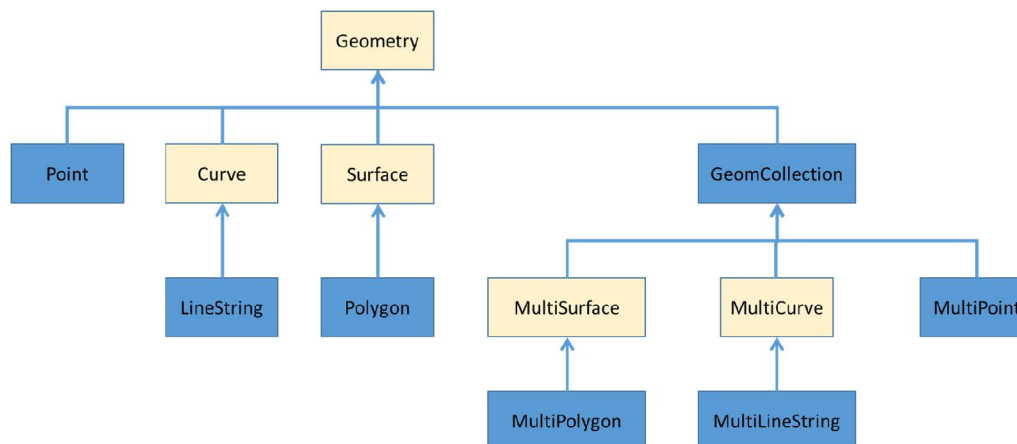 Geometry
Point
Curve
Surface
GeomCollection
LineString
Polygon
MultiSurface
MultiCurve
MultiPoint
MultiPolygon
MultiLineString